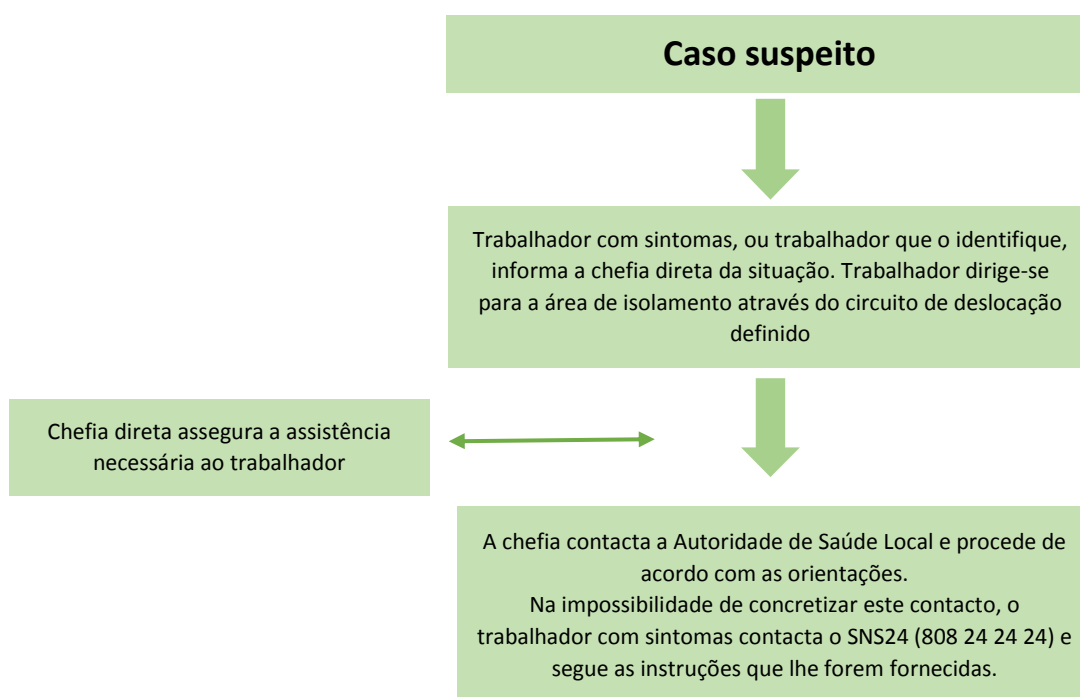 Caso suspeito
Trabalhador com sintomas, ou trabalhador que o identifique,
informa a chefia direta da situação. Trabalhador dirige-se
para a área de isolamento através do circuito de deslocação
definido
Chefia direta assegura a assistência
necessária ao trabalhador
A chefia contacta a Autoridade de Saúde Local e procede de
acordo com as orientações.
Na impossibilidade de concretizar este contacto, o
trabalhador com sintomas contacta o SNS24 (808 24 24 24) e
segue as instruções que lhe forem fornecidas.